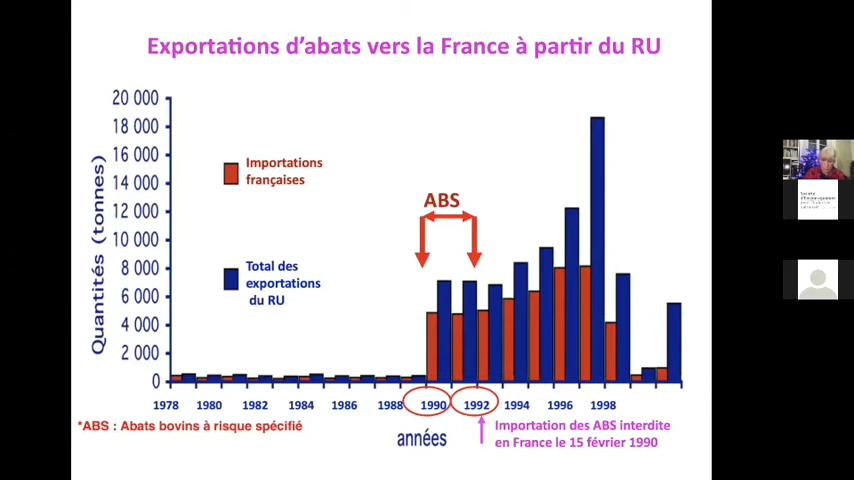 Exportations d'abats vers la France à partir du RU
Quantités (tonnes)
20 000
18 000
16 000
14 000
12 000
10 000
8 000
6 000
4 000
2 000
0
Importations
françaises
ABS
Total des
exportations
du RU
1978 1980 1982 1984 1986 1988 1990 1992 1994 1996 1998
*ABS : Abats bovins à risque spécifié
années
Importation des ABS interdite
en France le 15 février 1990
Société
d'Encouragement